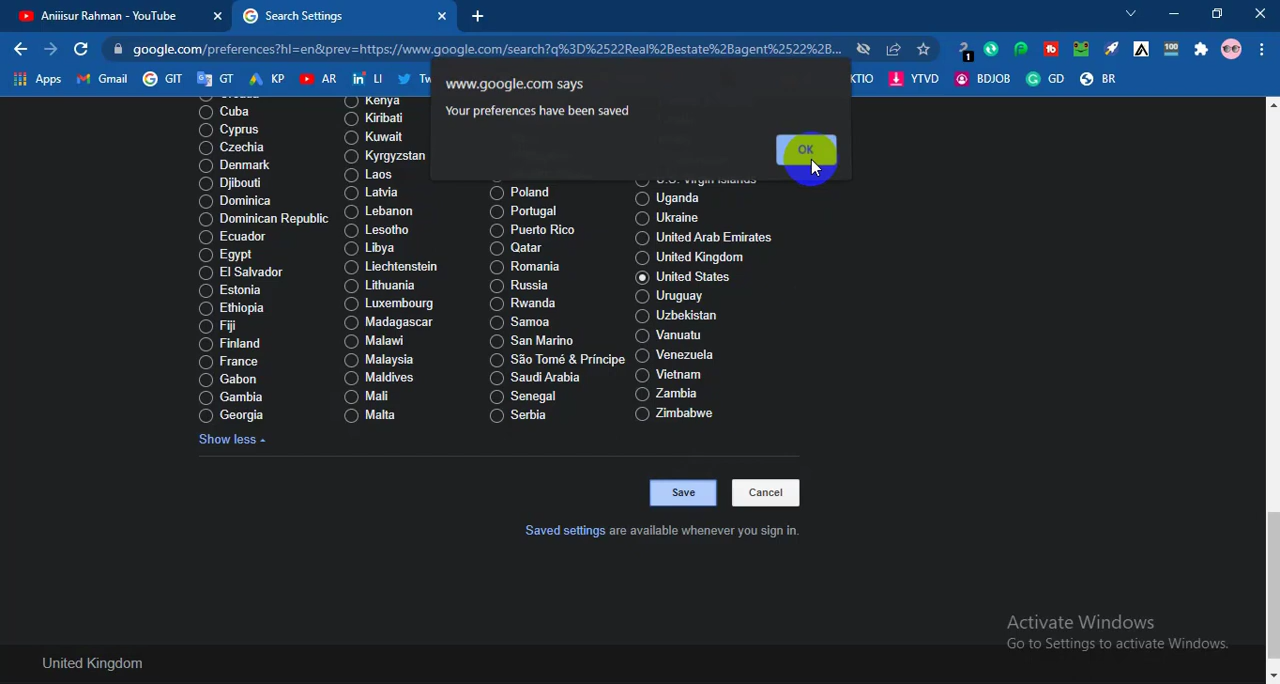 Aniiisur Rahman - YouTube
Search Settings
google.com/preferences?hl=en&prev=https://www.google.com/search?q%3D%2522Real%2Bestate%2Bagent%2522%2B...
1
100
Apps
Gmail
GIT
GT
KP
AR
LI
Tw
KTIO
YTVD
BDJOB
GD
BR
www.google.com says
Your preferences have been saved
OK
Cuba
Cyprus
Czechia
Denmark
Djibouti
Dominica
Dominican Republic
Ecuador
Egypt
El Salvador
Estonia
Ethiopia
Fiji
Finland
France
Gabon
Gambia
Georgia
Kenya
Kiribati
Kuwait
Kyrgyzstan
Laos
Latvia
Lebanon
Lesotho
Libya
Liechtenstein
Lithuania
Luxembourg
Madagascar
Malawi
Malaysia
Maldives
Mali
Malta
Poland
Portugal
Puerto Rico
Qatar
Romania
Russia
Rwanda
Samoa
San Marino
São Tomé & Príncipe
Saudi Arabia
Senegal
Serbia
U.S. Virgin Islands
Uganda
Ukraine
United Arab Emirates
United Kingdom
United States
Uruguay
Uzbekistan
Vanuatu
Venezuela
Vietnam
Zambia
Zimbabwe
Show less
Save
Cancel
Saved settings are available whenever you sign in.
Activate Windows
Go to Settings to activate Windows.
United Kingdom